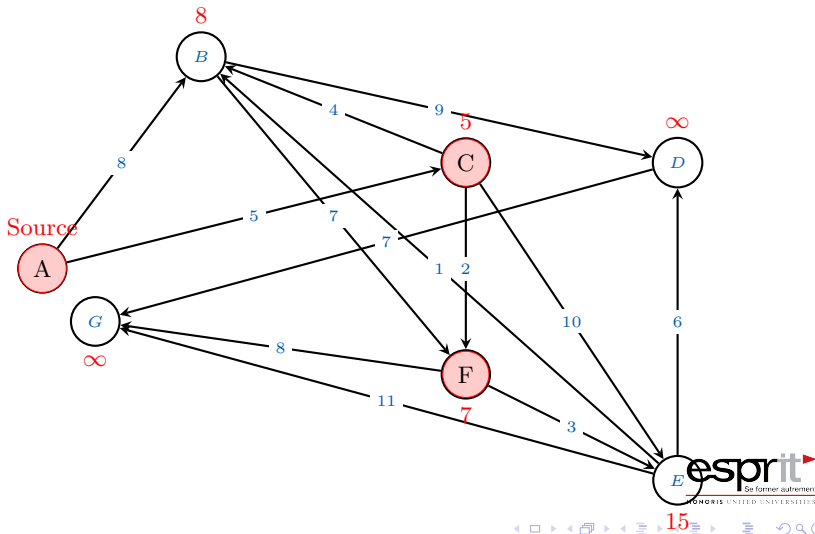 8
B
9
4
5
∞
8
C
D
5
7
Source
7
A
1
2
G
10
6
8
∞
F
11
7
3
E
esprit
Se former autrement
HONORIS UNITED UNIVERSITIES
15